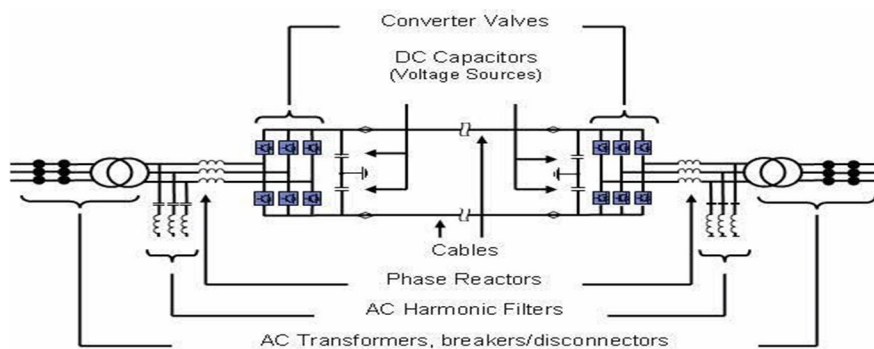 Converter Valves
DC Capacitors
(Voltage Sources)
Cables
Phase Reactors
AC Harmonic Filters
AC Transformers, breakers/disconnectors